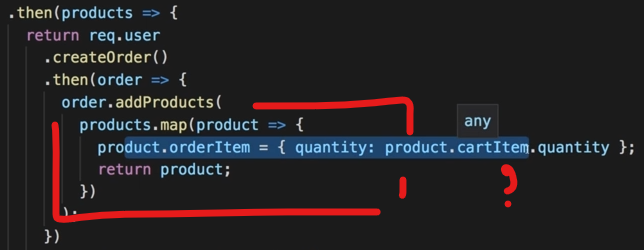 .then(products => {
return req.user
.createOrder()
.then(order => {
order.addProducts(
products.map(product => {
any
product.orderItem = { quantity: product.cartItem.quantity };
return product;
})
);
})
?